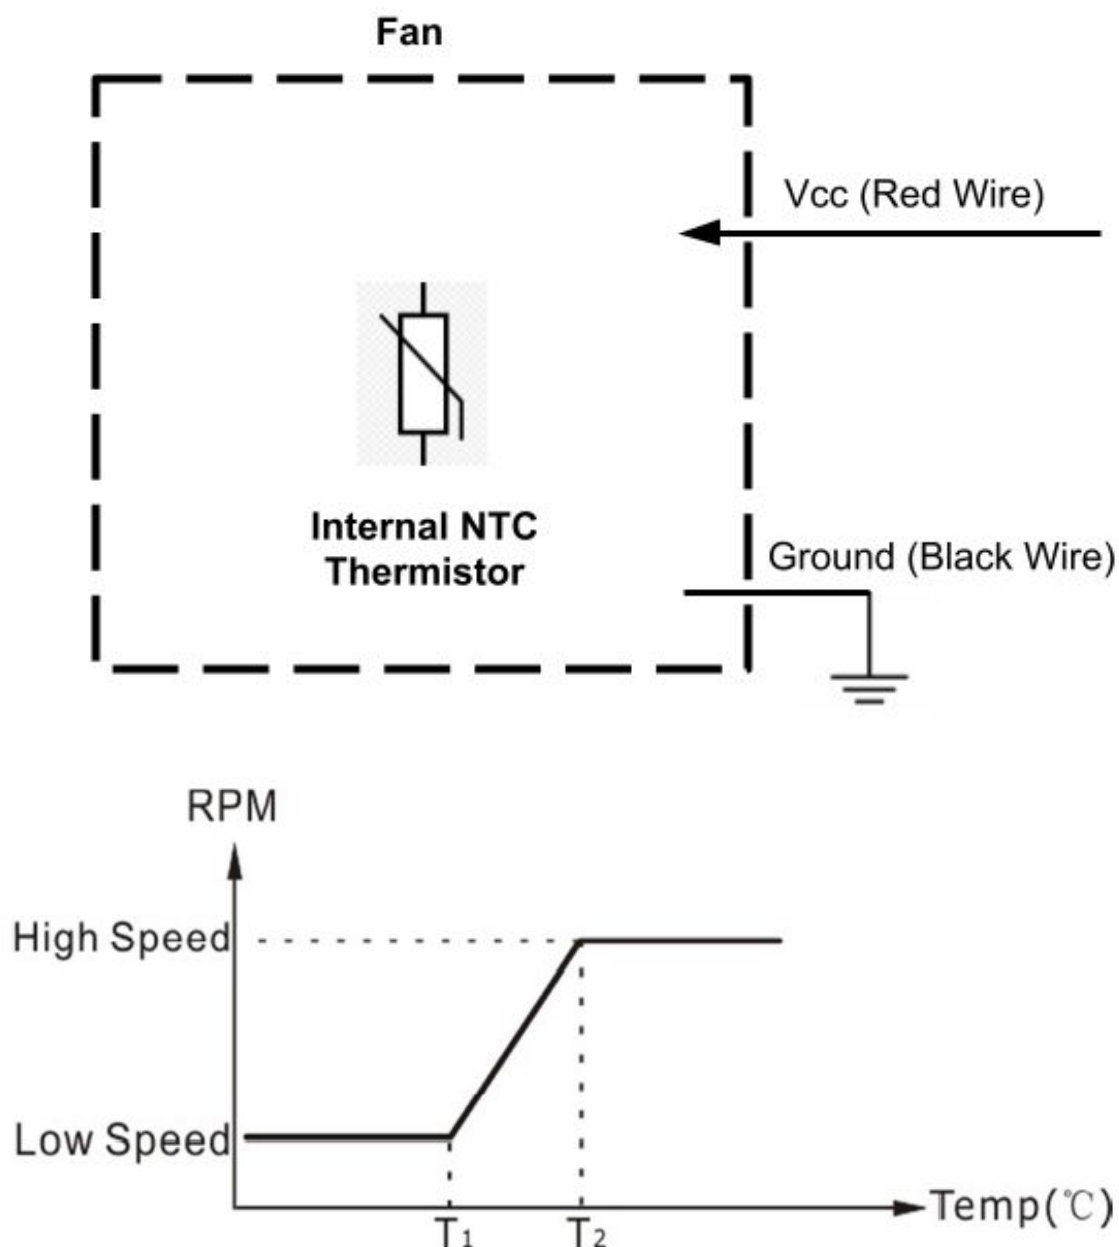 Fan
Vcc (Red Wire)
Internal NTC
Thermistor
Ground (Black Wire)
RPM
High Speed
Low Speed
T1
T2
Temp(℃)